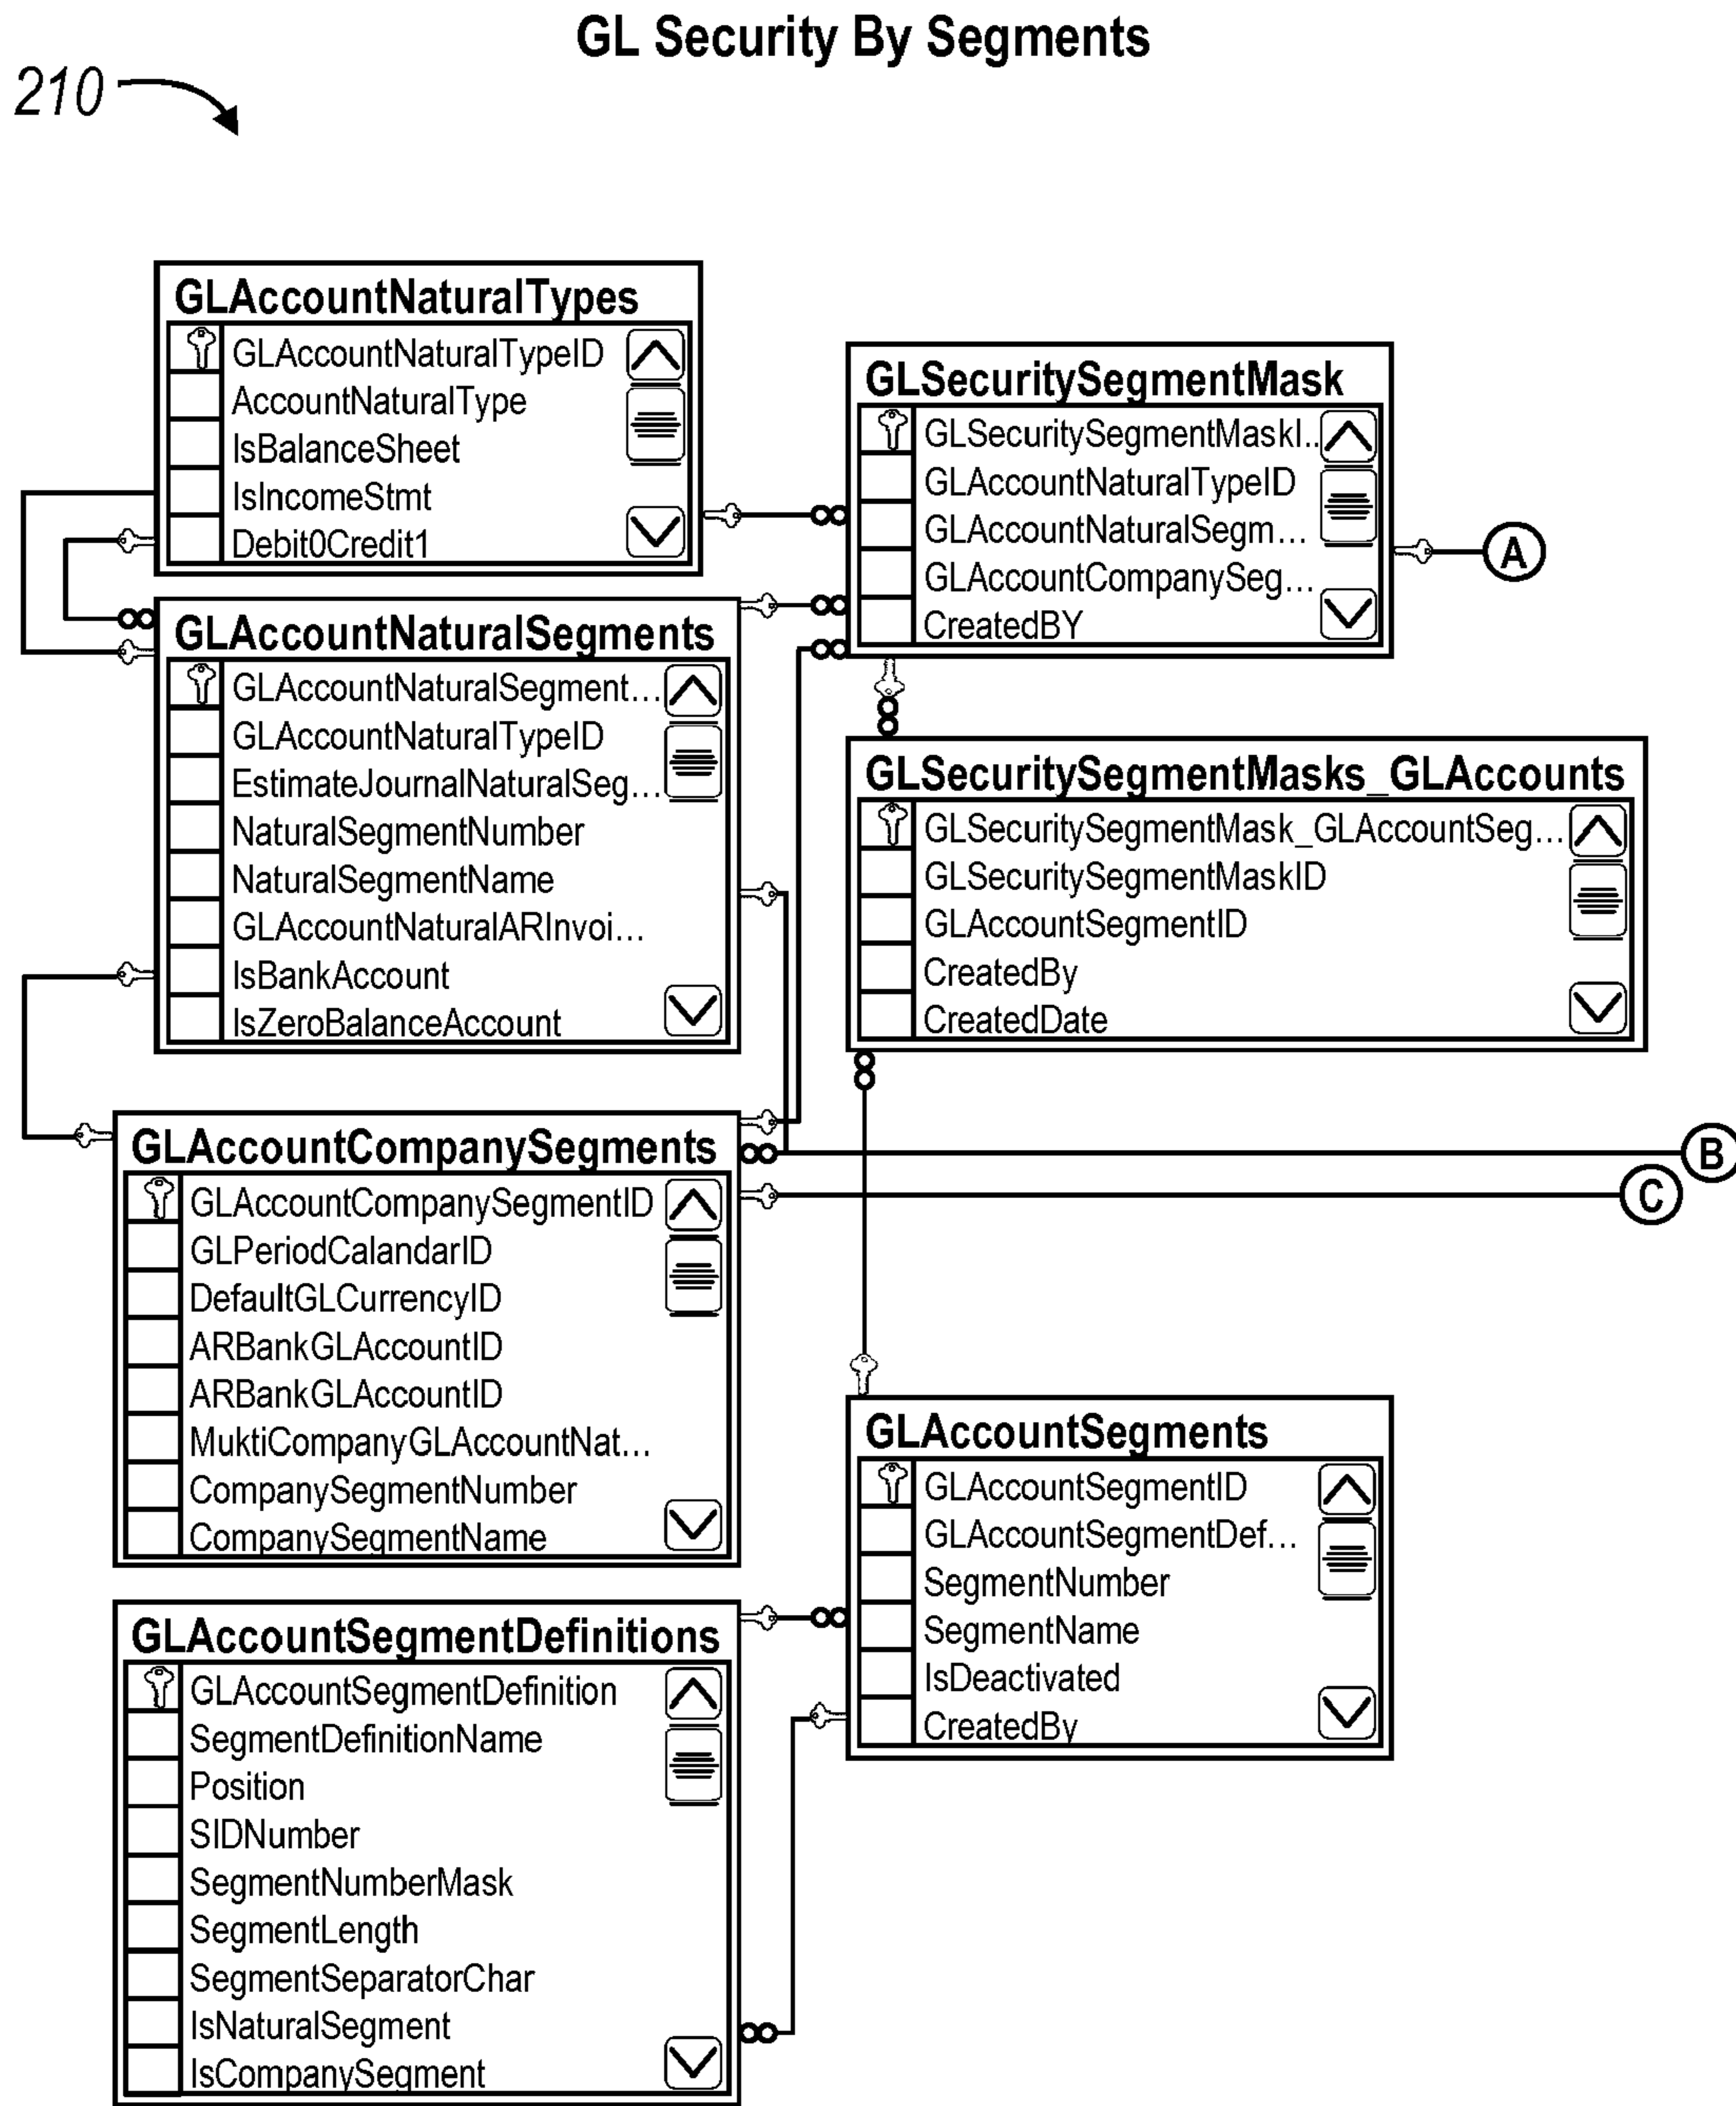 GL Security By Segments
210
GLAccountNaturalTypes
GLAccountNaturalTypeID
AccountNaturalType
IsBalanceSheet
IsIncomeStmt
Debit0Credit1
GLSecuritySegmentMask
GLSecuritySegmentMaskI..
GLAccountNaturalTypeID
GLAccountNaturalSegm...
GLAccountCompanySeg...
CreatedBY
A
GLAccountNaturalSegments
GLAccountNaturalSegment...
GLAccountNaturalTypeID
EstimateJournalNaturalSeg...
NaturalSegmentNumber
NaturalSegmentName
GLAccountNaturalARInvoi...
IsBankAccount
IsZeroBalanceAccount
GLSecuritySegmentMasks_GLAccounts
GLSecuritySegmentMask_GLAccountSeg...
GLSecuritySegmentMaskID
GLAccountSegmentID
CreatedBy
CreatedDate
GLAccountCompanySegments
GLAccountCompanySegmentID
GLPeriodCalandarID
DefaultGLCurrencyID
ARBankGLAccountID
ARBankGLAccountID
MuktiCompanyGLAccountNat...
CompanySegmentNumber
CompanySegmentName
B
C
GLAccountSegments
GLAccountSegmentID
GLAccountSegmentDef...
SegmentNumber
SegmentName
IsDeactivated
CreatedBy
GLAccountSegmentDefinitions
GLAccountSegmentDefinition
SegmentDefinitionName
Position
SIDNumber
SegmentNumberMask
SegmentLength
SegmentSeparatorChar
IsNaturalSegment
IsCompanySegment